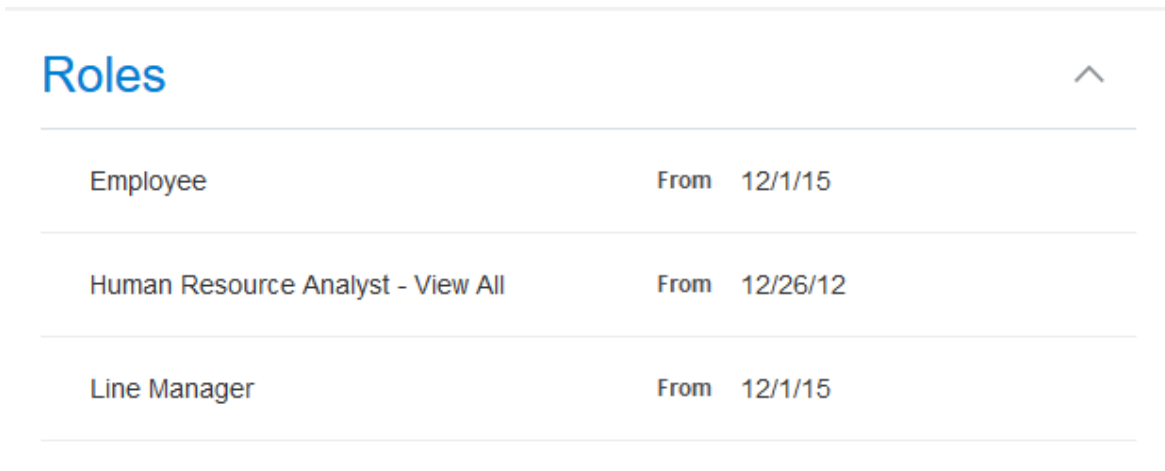 Roles
Employee From 12/1/15
Human Resource Analyst - View All From 12/26/12
Line Manager From 12/1/15